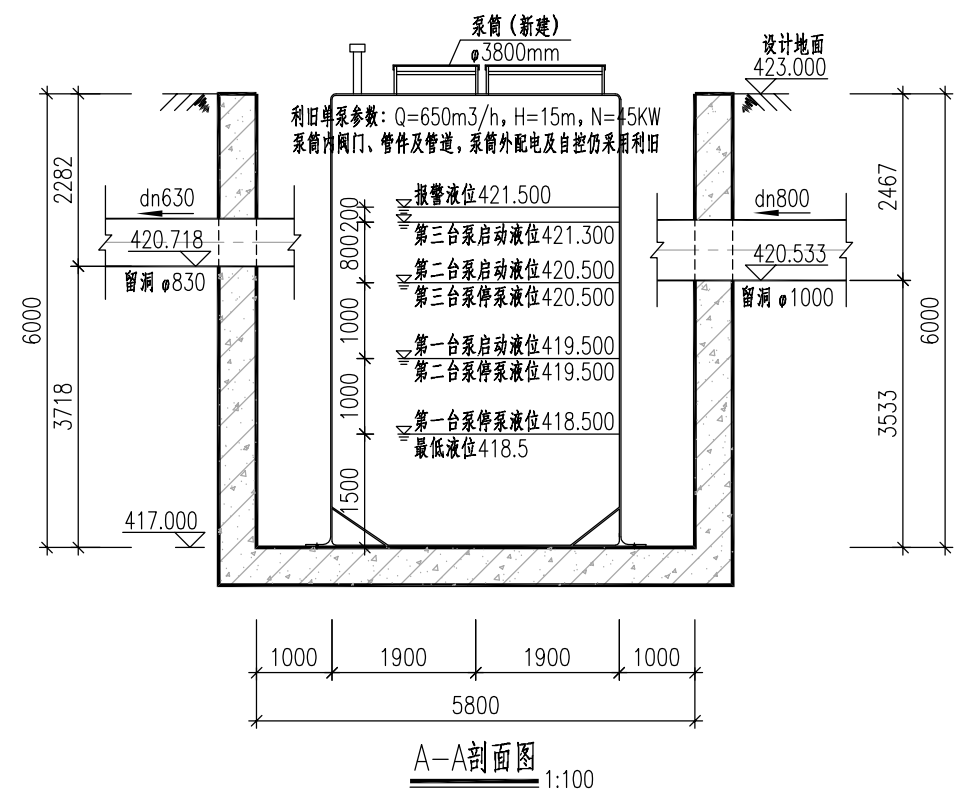 泵筒（新建）
φ3800mm
设计地面
423.000
利旧单泵参数：Q=650m3/h，H=15m，N=45KW
泵筒内阀门、管件及管道，泵筒外配电及自控仍采用利旧
2282
2467
报警液位421.500
dn630
dn800
200
第三台泵启动液位421.300
420.718
420.533
800
第二台泵启动液位420.500
留洞 φ830
第三台泵停泵液位420.500
留洞 φ1000
6000
6000
1000
第一台泵启动液位419.500
第二台泵停泵液位419.500
3718
3533
1000
第一台泵停泵液位418.500
最低液位418.5
1500
417.000
1000
1900
1900
1000
5800
A-A剖面图
1:100